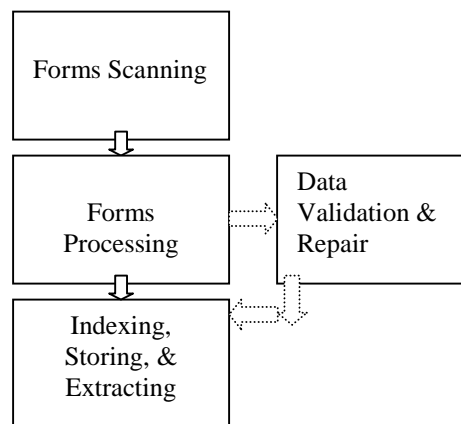 Forms Scanning
Forms
Processing
Data
Validation &
Repair
Indexing,
Storing, &
Extracting